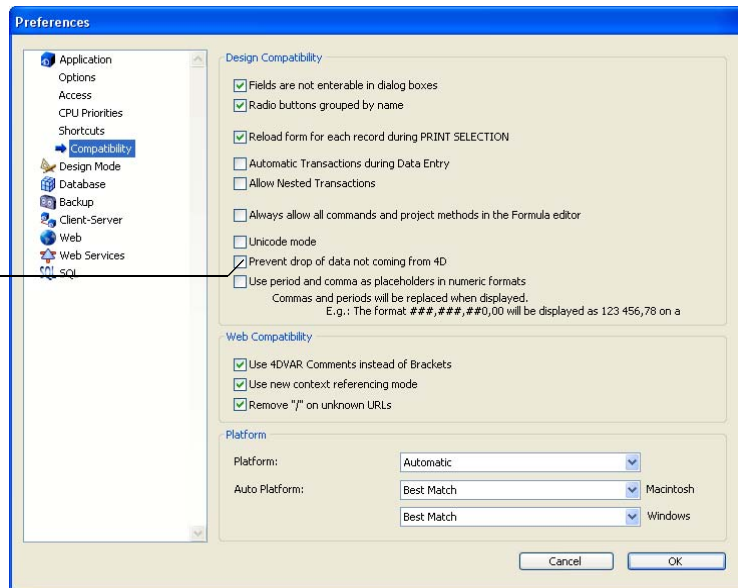 Preferences
Application
Options
Access
CPU Priorities
Shortcuts
Compatibility
Design Mode
Database
Backup
Client-Server
Web
Web Services
SQL
Design Compatibility
Fields are not enterable in dialog boxes
Radio buttons grouped by name
Reload form for each record during PRINT SELECTION
Automatic Transactions during Data Entry
Allow Nested Transactions
Always allow all commands and project methods in the Formula editor
Unicode mode
Prevent drop of data not coming from 4D
Use period and comma as placeholders in numeric formats
Commas and periods will be replaced when displayed.
E.g.: The format ###,###,##0,00 will be displayed as 123 456,78 on a
Web Compatibility
Use 4DVAR Comments instead of Brackets
Use new context referencing mode
Remove "/" on unknown URLs
Platform
Platform: Automatic
Auto Platform: Best Match Macintosh
Best Match Windows
Cancel OK